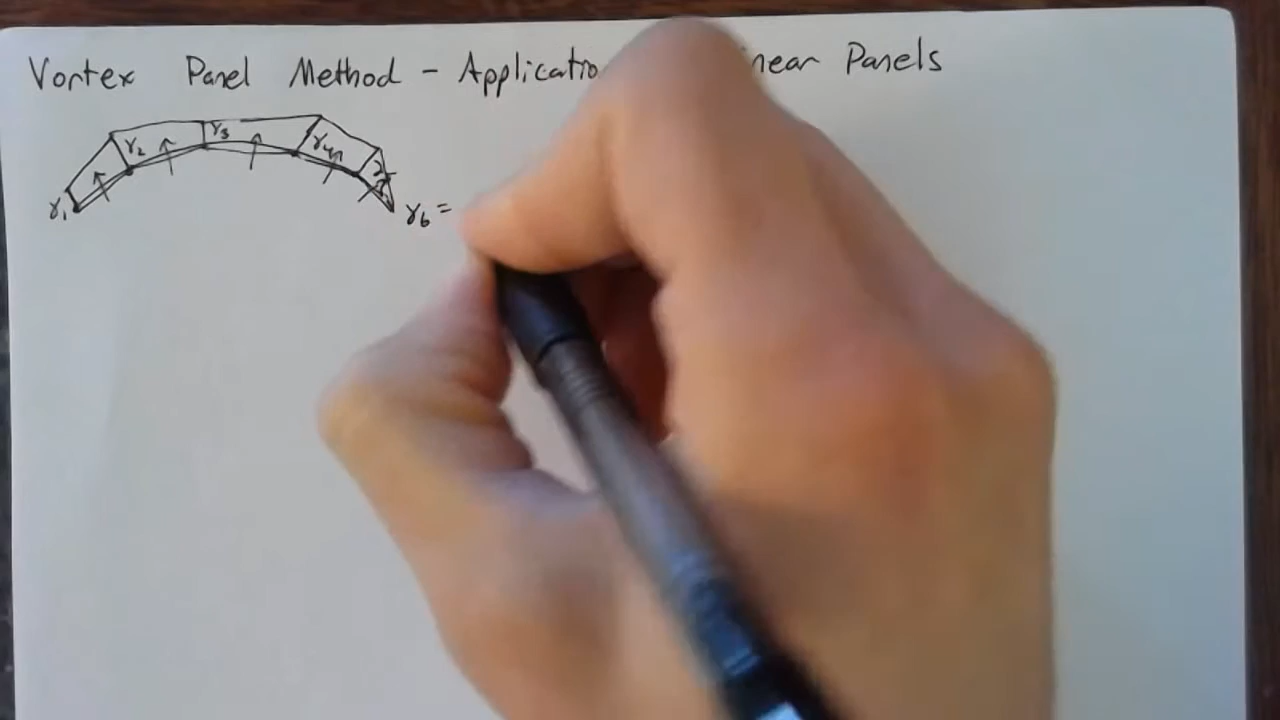 Vortex Panel Method - Applicatio near Panels
γ₂ γ₃ γ₄
γ₁ γ₆ =